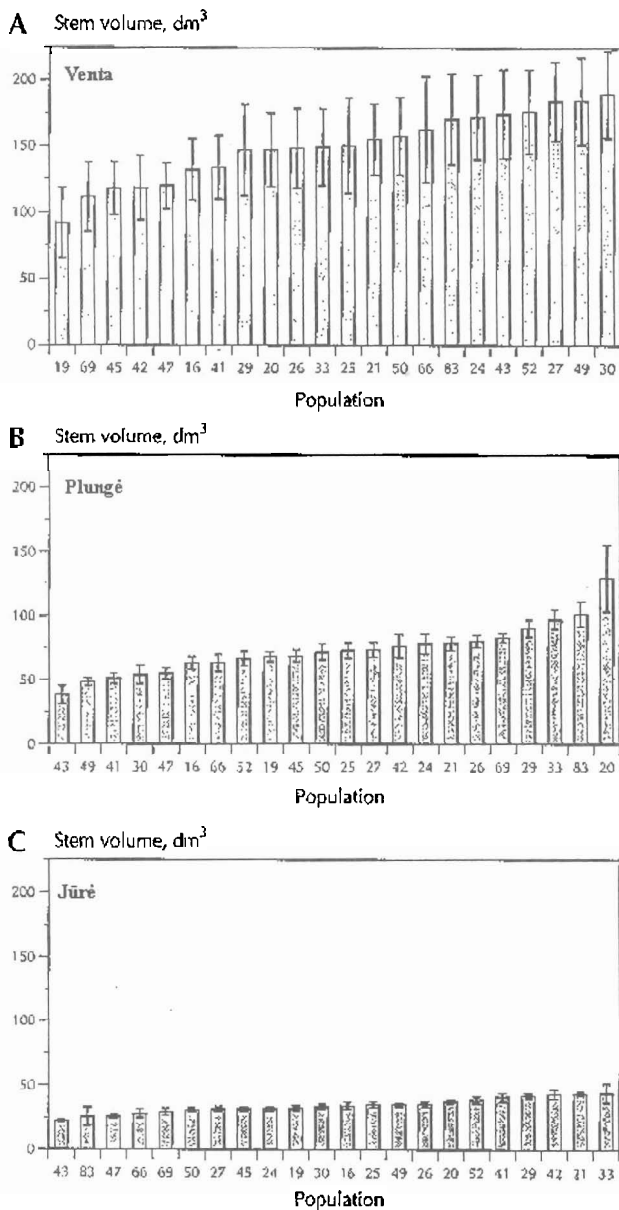 A Stem volume, dm³
Venta
200
150
100
50
0
19 69 45 42 47 16 41 29 20 26 33 25 21 50 66 83 24 43 52 27 49 30
Population
B Stem volume, dm³
Plungė
200
150
100
50
0
43 49 41 30 47 16 66 52 19 45 50 25 27 42 24 21 26 69 29 33 83 20
Population
C Stem volume, dm³
Jūrė
200
150
100
50
0
43 83 47 66 69 50 27 45 24 19 30 16 25 49 26 20 52 41 29 42 21 33
Population